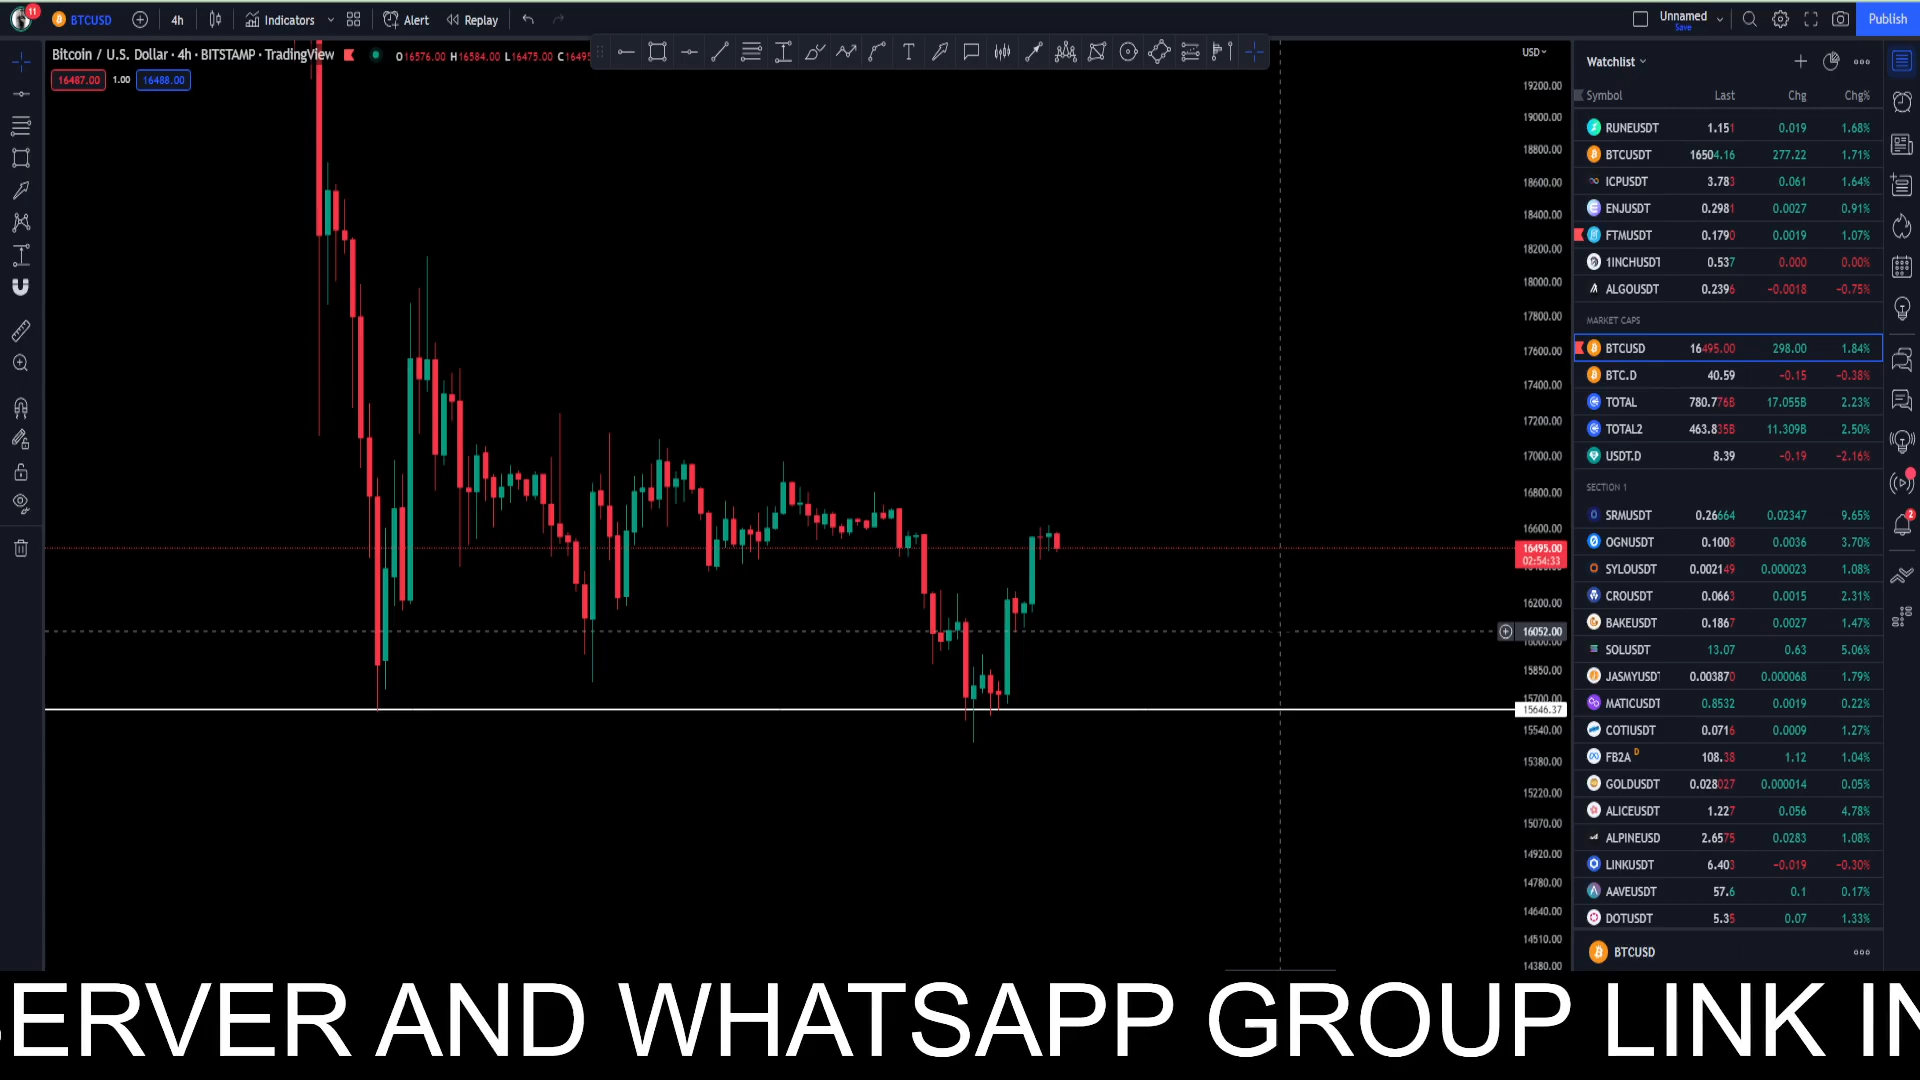 11 BTCUSD 4h Indicators Alert Replay Unnamed Save Publish
Bitcoin / U.S. Dollar · 4h · BITSTAMP · TradingView O16576.00 H16584.00 L16475.00 C16495
16487.00 1.00 16488.00
USD
19200.00
19000.00
18800.00
18600.00
18400.00
18200.00
18000.00
17800.00
17600.00
17400.00
17200.00
17000.00
16800.00
16600.00
16495.00
02:54:33
16200.00
16052.00
16000.00
15850.00
15700.00
15646.37
15540.00
15380.00
15220.00
15070.00
14920.00
14780.00
14640.00
14510.00
14380.00
Watchlist
Symbol Last Chg Chg%
RUNEUSDT 1.151 0.019 1.68%
BTCUSDT 16504.16 277.22 1.71%
ICPUSDT 3.783 0.061 1.64%
ENJUSDT 0.2981 0.0027 0.91%
FTMUSDT 0.1790 0.0019 1.07%
1INCHUSDT 0.537 0.000 0.00%
ALGOUSDT 0.2396 −0.0018 −0.75%
MARKET CAPS
BTCUSD 16495.00 298.00 1.84%
BTC.D 40.59 −0.15 −0.38%
TOTAL 780.776B 17.055B 2.23%
TOTAL2 463.835B 11.309B 2.50%
USDT.D 8.39 −0.19 −2.16%
SECTION 1
SRMUSDT 0.26664 0.02347 9.65%
OGNUSDT 0.1008 0.0036 3.70%
SYLOUSDT 0.002149 0.000023 1.08%
CROUSDT 0.0663 0.0015 2.31%
BAKEUSDT 0.1867 0.0027 1.47%
SOLUSDT 13.07 0.63 5.06%
JASMYUSDT 0.003870 0.000068 1.79%
MATICUSDT 0.8532 0.0019 0.22%
COTIUSDT 0.0716 0.0009 1.27%
FB2A D 108.38 1.12 1.04%
GOLDUSDT 0.028027 0.000014 0.05%
ALICEUSDT 1.227 0.056 4.78%
ALPINEUSD 2.6575 0.0283 1.08%
LINKUSDT 6.403 −0.019 −0.30%
AAVEUSDT 57.6 0.1 0.17%
DOTUSDT 5.35 0.07 1.33%
BTCUSD
2
SERVER AND WHATSAPP GROUP LINK IN